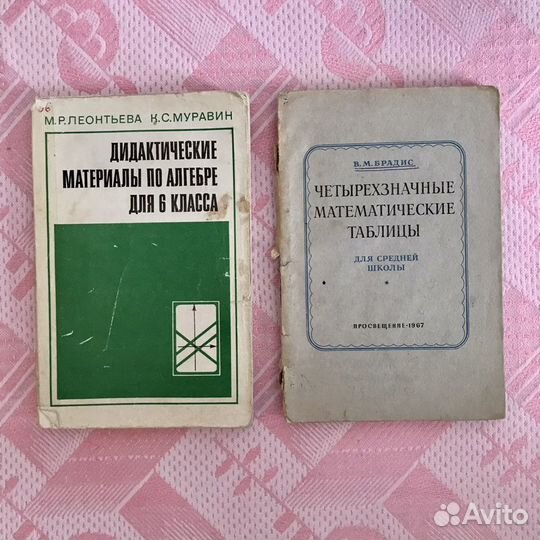 56
М.Р.ЛЕОНТЬЕВА К.С.МУРАВИН
ДИДАКТИЧЕСКИЕ
МАТЕРИАЛЫ ПО АЛГЕБРЕ
ДЛЯ 6 КЛАССА
В. М. БРАДИС
ЧЕТЫРЕХЗНАЧНЫЕ
МАТЕМАТИЧЕСКИЕ
ТАБЛИЦЫ
ДЛЯ СРЕДНЕЙ
ШКОЛЫ
ПРОСВЕЩЕНИЕ-1967
Avito